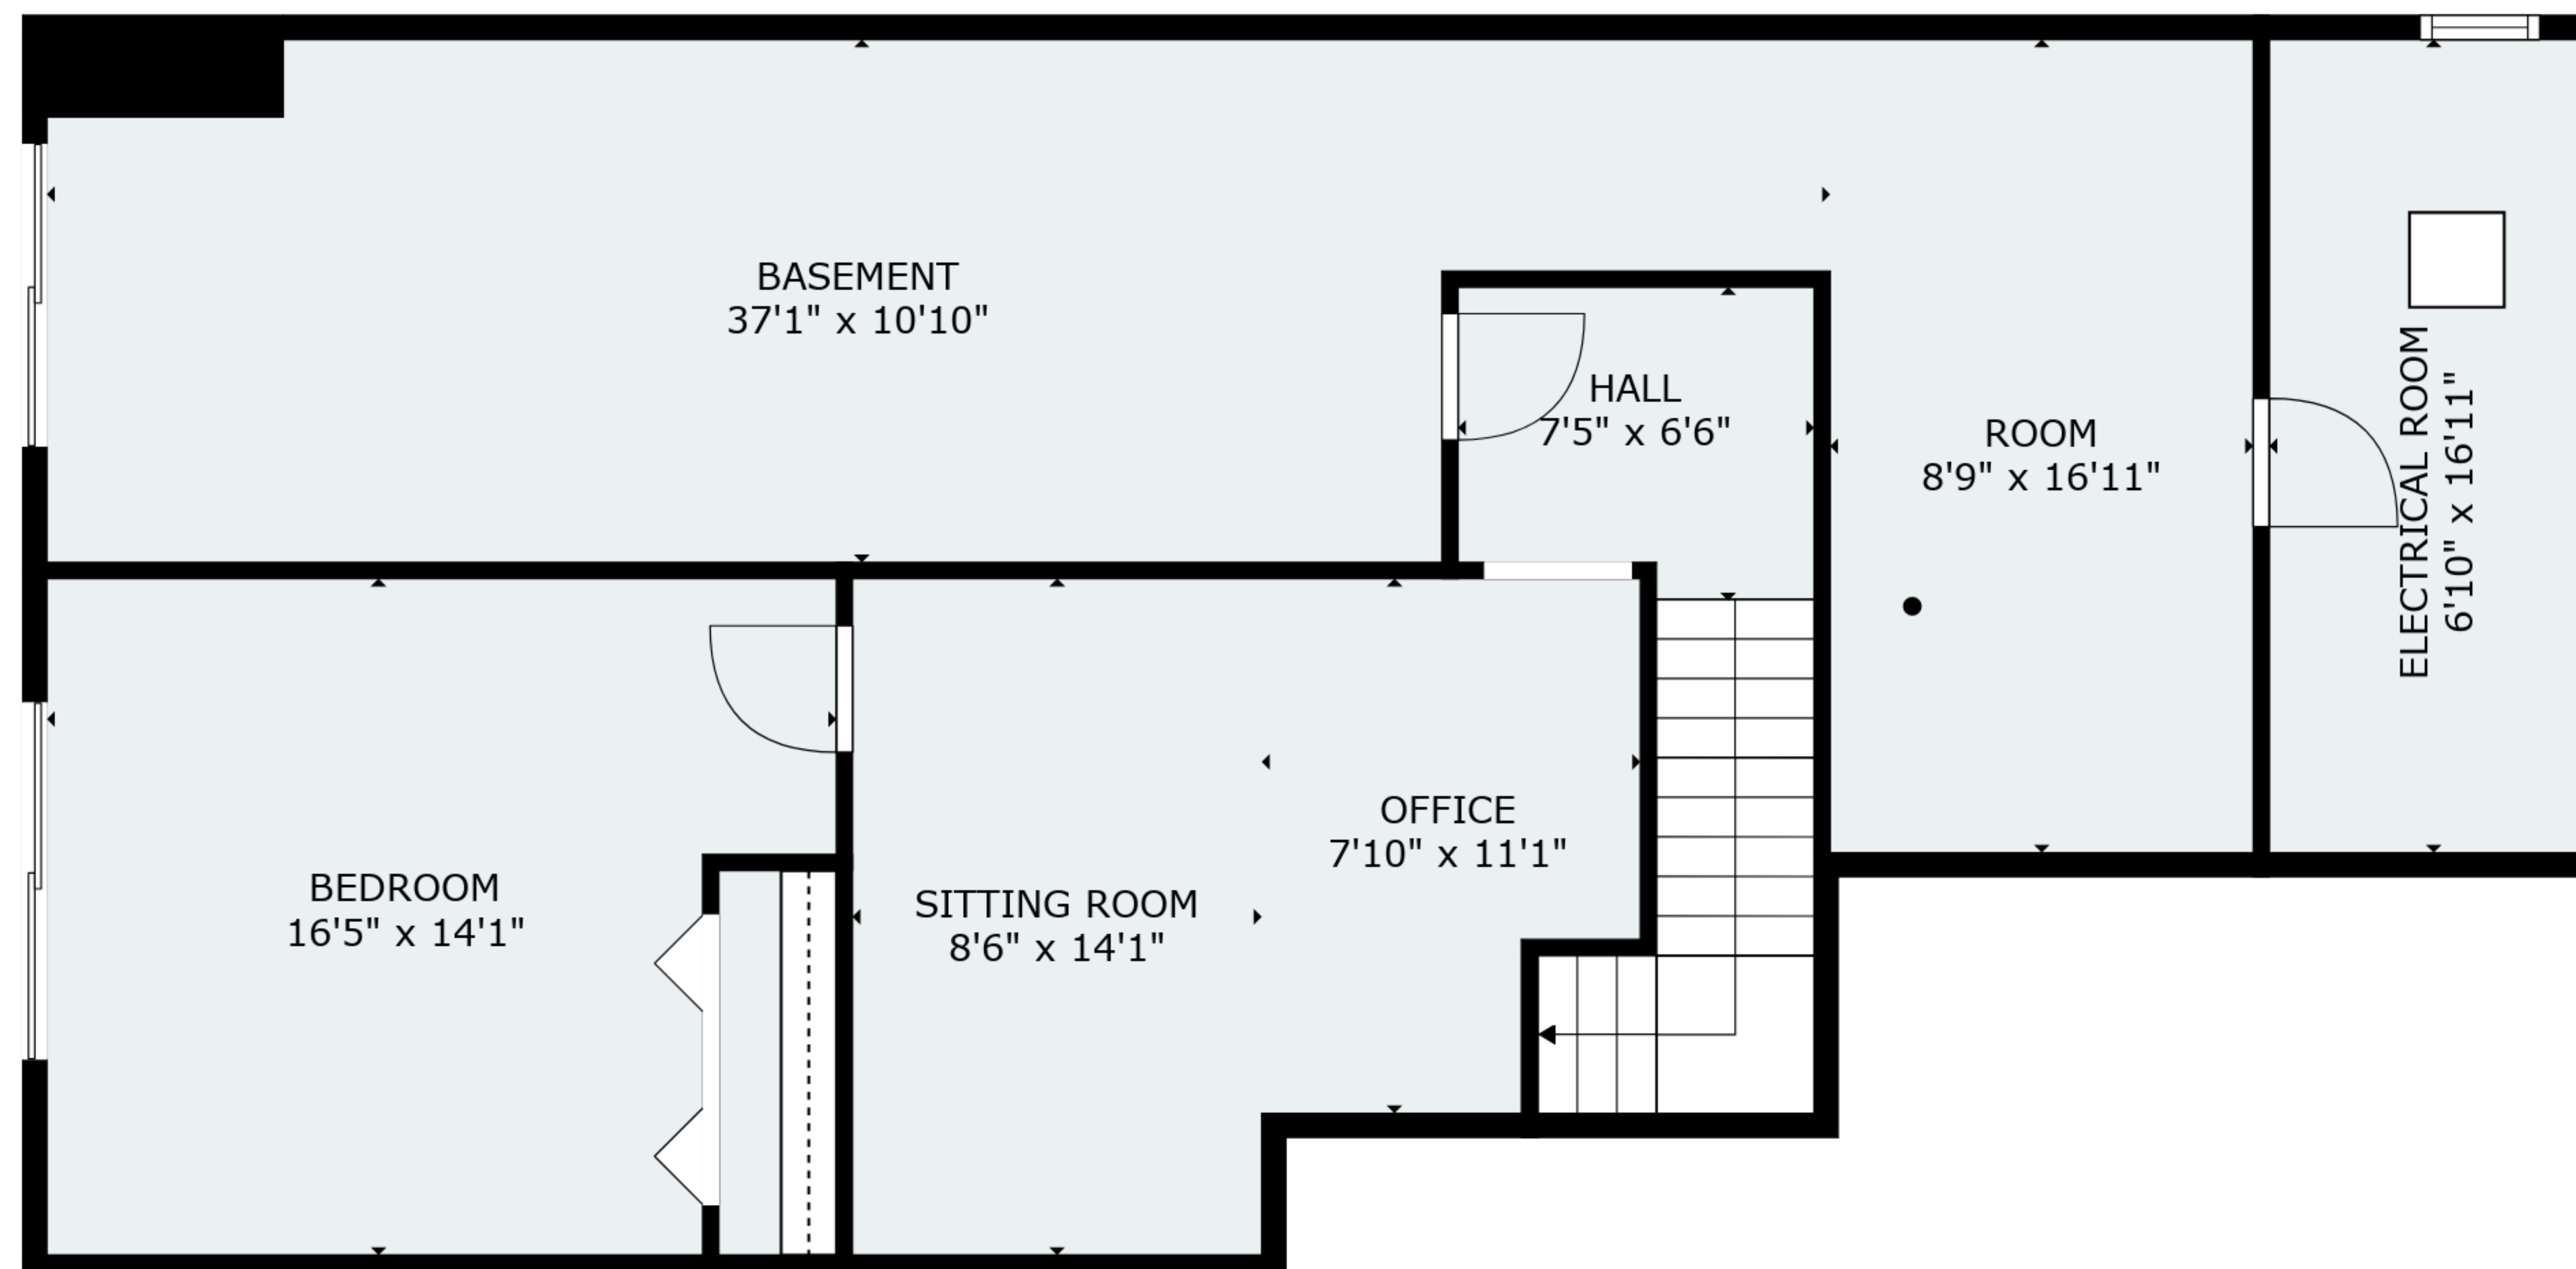 BASEMENT
37'1" x 10'10"
HALL
7'5" x 6'6"
ROOM
8'9" x 16'11"
ELECTRICAL ROOM
6'10" x 16'11"
BEDROOM
16'5" x 14'1"
SITTING ROOM
8'6" x 14'1"
OFFICE
7'10" x 11'1"